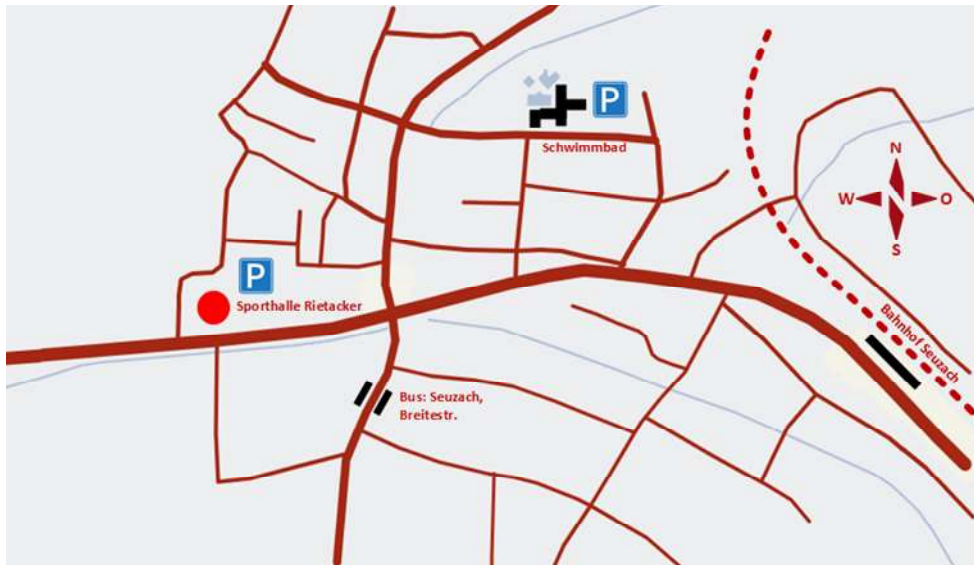 P
Schwimmbad
N
W
O
S
P
Sporthalle Rietacker
Bahnhof Seuzach
Bus: Seuzach,
Breitestr.